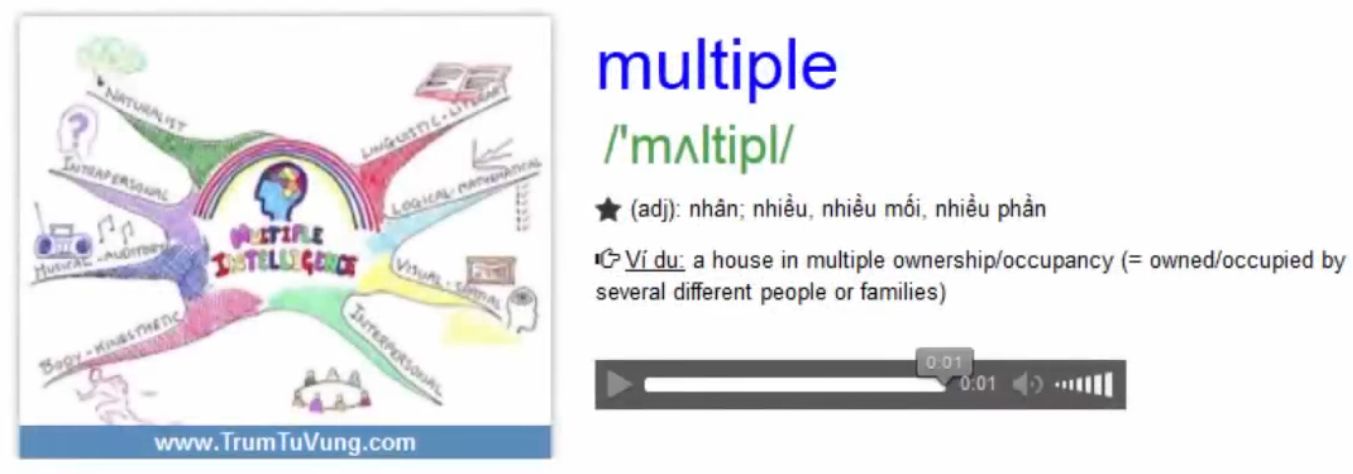 NATURALIST
LINGUISTIC - LITERARY
INTRAPERSONAL
LOGICAL - MATHEMATICAL
MULTIPLE
INTELLIGENCE
MUSICAL - AUDITORY
VISUAL - SPATIAL
BODY - KINESTHETIC
INTERPERSONAL
www.TrumTuVung.com
multiple
/'mʌltipl/
(adj): nhân; nhiều, nhiều mối, nhiều phần
Ví du: a house in multiple ownership/occupancy (= owned/occupied by
several different people or families)
0:01
0:01